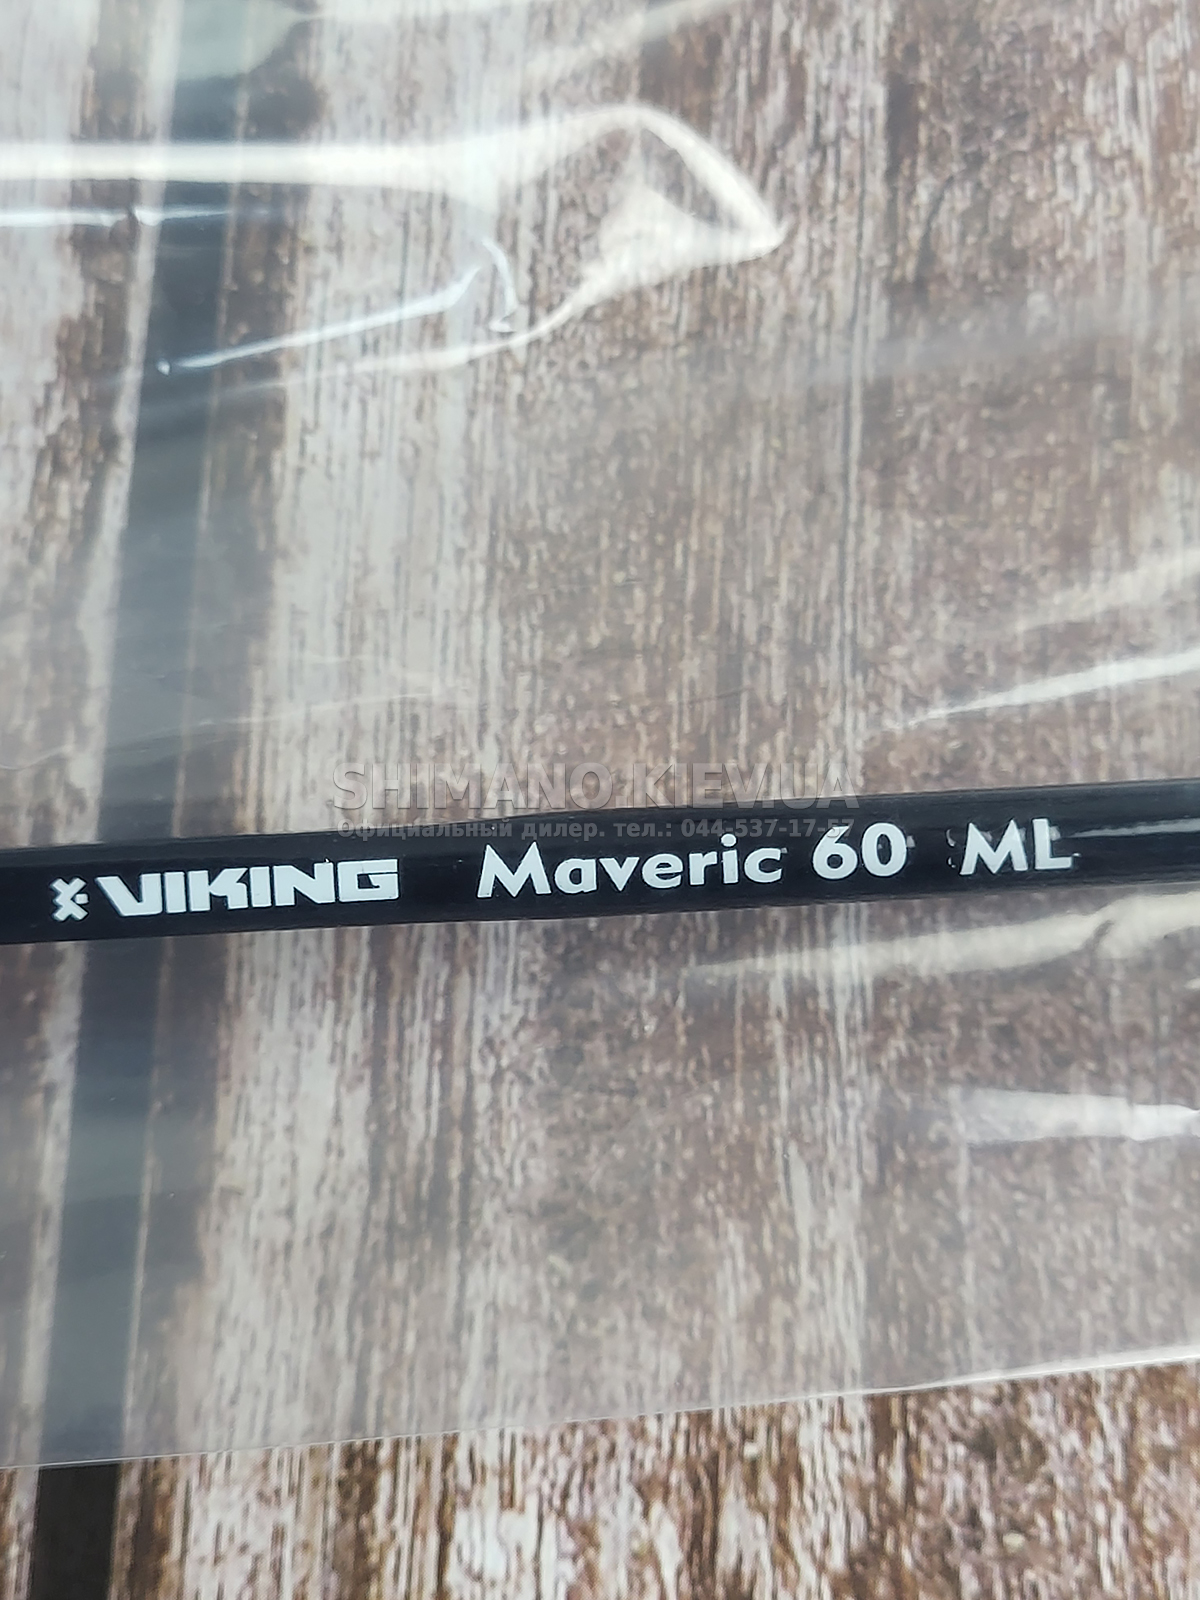 SHIMANO.KIEV.UA
Официальный дилер. тел.: 044-537-17-57
VIKING Maveric 60 ML